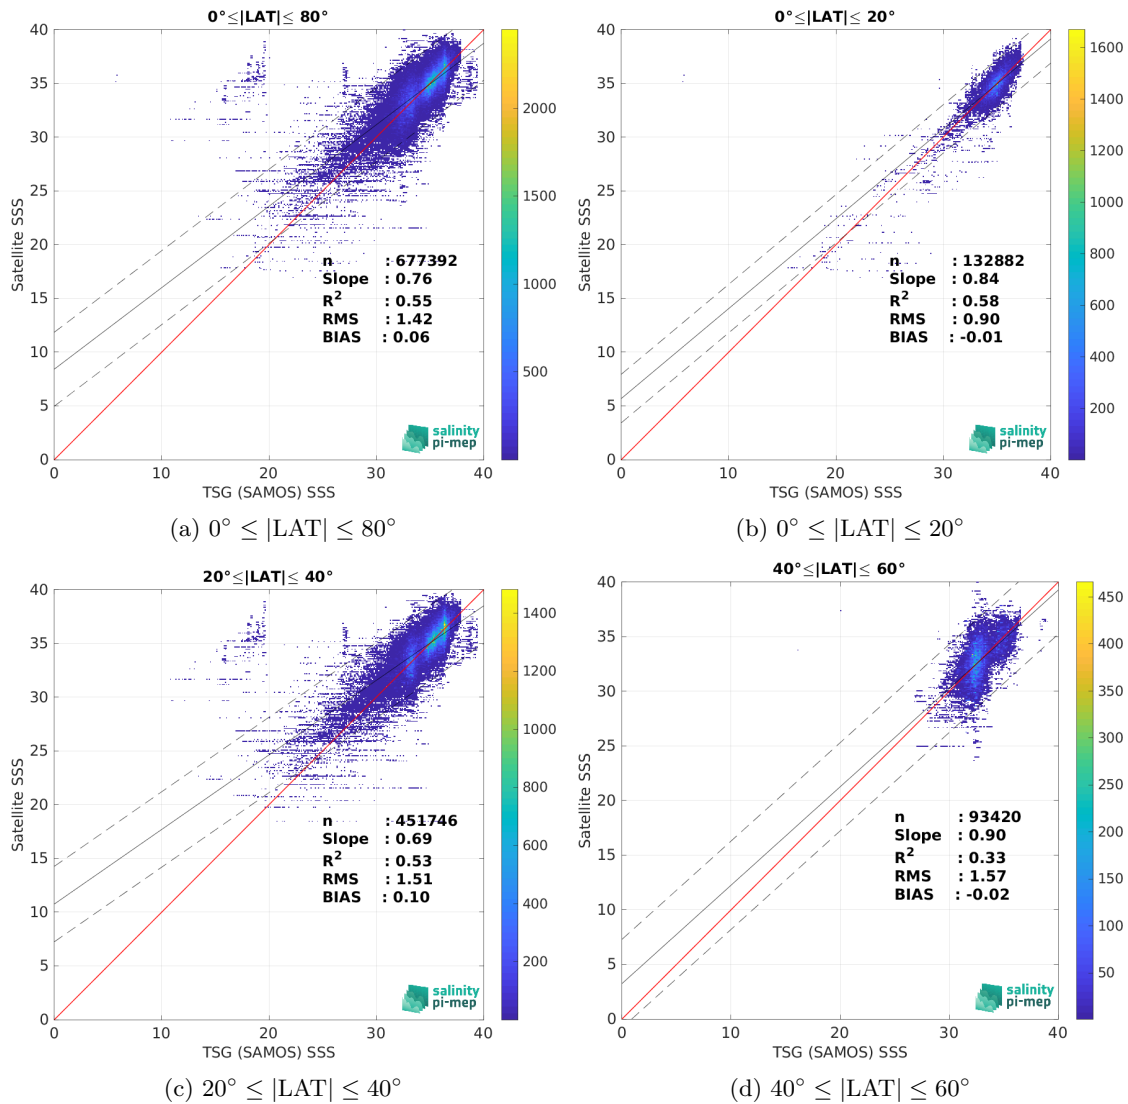 0°≤|LAT|≤ 80°
40
35
30
25
20
15
10
5
0
Satellite SSS
n : 677392
Slope : 0.76
R² : 0.55
RMS : 1.42
BIAS : 0.06
salinity
pi-mep
0 10 20 30 40
TSG (SAMOS) SSS
2000
1500
1000
500
(a) 0° ≤ |LAT| ≤ 80°
0°≤|LAT|≤ 20°
40
35
30
25
20
15
10
5
0
Satellite SSS
n : 132882
Slope : 0.84
R² : 0.58
RMS : 0.90
BIAS : -0.01
salinity
pi-mep
0 10 20 30 40
TSG (SAMOS) SSS
1600
1400
1200
1000
800
600
400
200
(b) 0° ≤ |LAT| ≤ 20°
20°≤|LAT|≤ 40°
40
35
30
25
20
15
10
5
0
Satellite SSS
n : 451746
Slope : 0.69
R² : 0.53
RMS : 1.51
BIAS : 0.10
salinity
pi-mep
0 10 20 30 40
TSG (SAMOS) SSS
1400
1200
1000
800
600
400
200
(c) 20° ≤ |LAT| ≤ 40°
40°≤|LAT|≤ 60°
40
35
30
25
20
15
10
5
0
Satellite SSS
n : 93420
Slope : 0.90
R² : 0.33
RMS : 1.57
BIAS : -0.02
salinity
pi-mep
0 10 20 30 40
TSG (SAMOS) SSS
450
400
350
300
250
200
150
100
50
(d) 40° ≤ |LAT| ≤ 60°